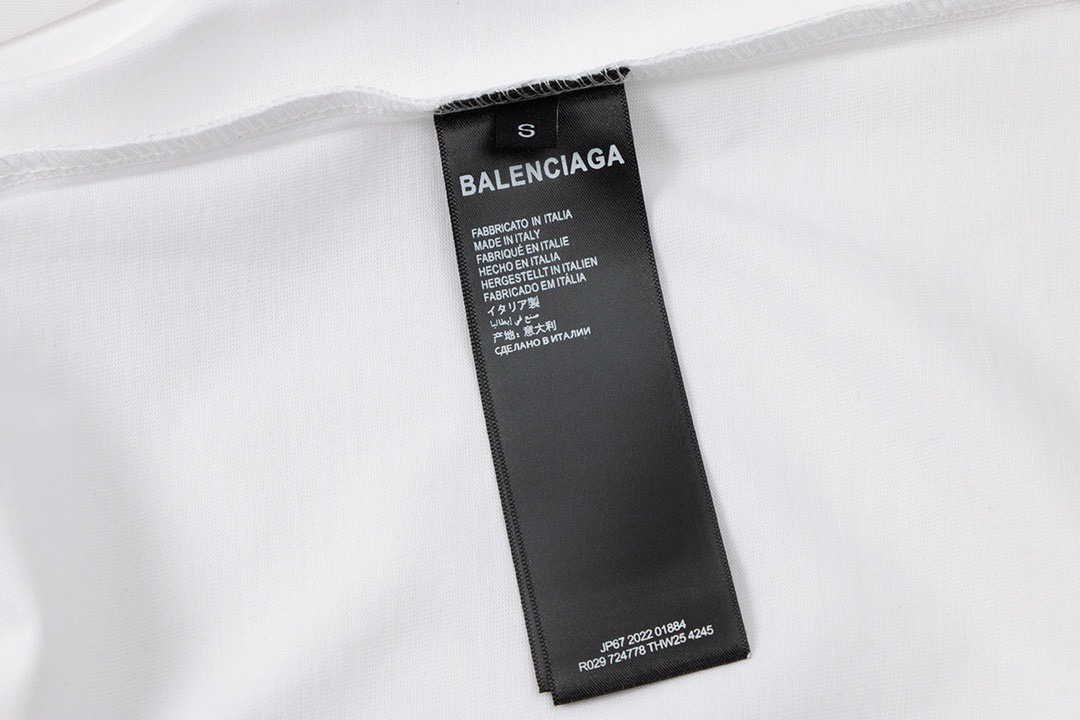 S
BALENCIAGA
FABBRICATO IN ITALIA
MADE IN ITALY
FABRIQUÉ EN ITALIE
HECHO EN ITALIA
HERGESTELLT IN ITALIEN
FABRICADO EM ITÁLIA
イタリア製
صنع في إيطاليا
产地：意大利
СДЕЛАНО В ИТАЛИИ
JP67 2022 01884
R029 724778 THW25 4245